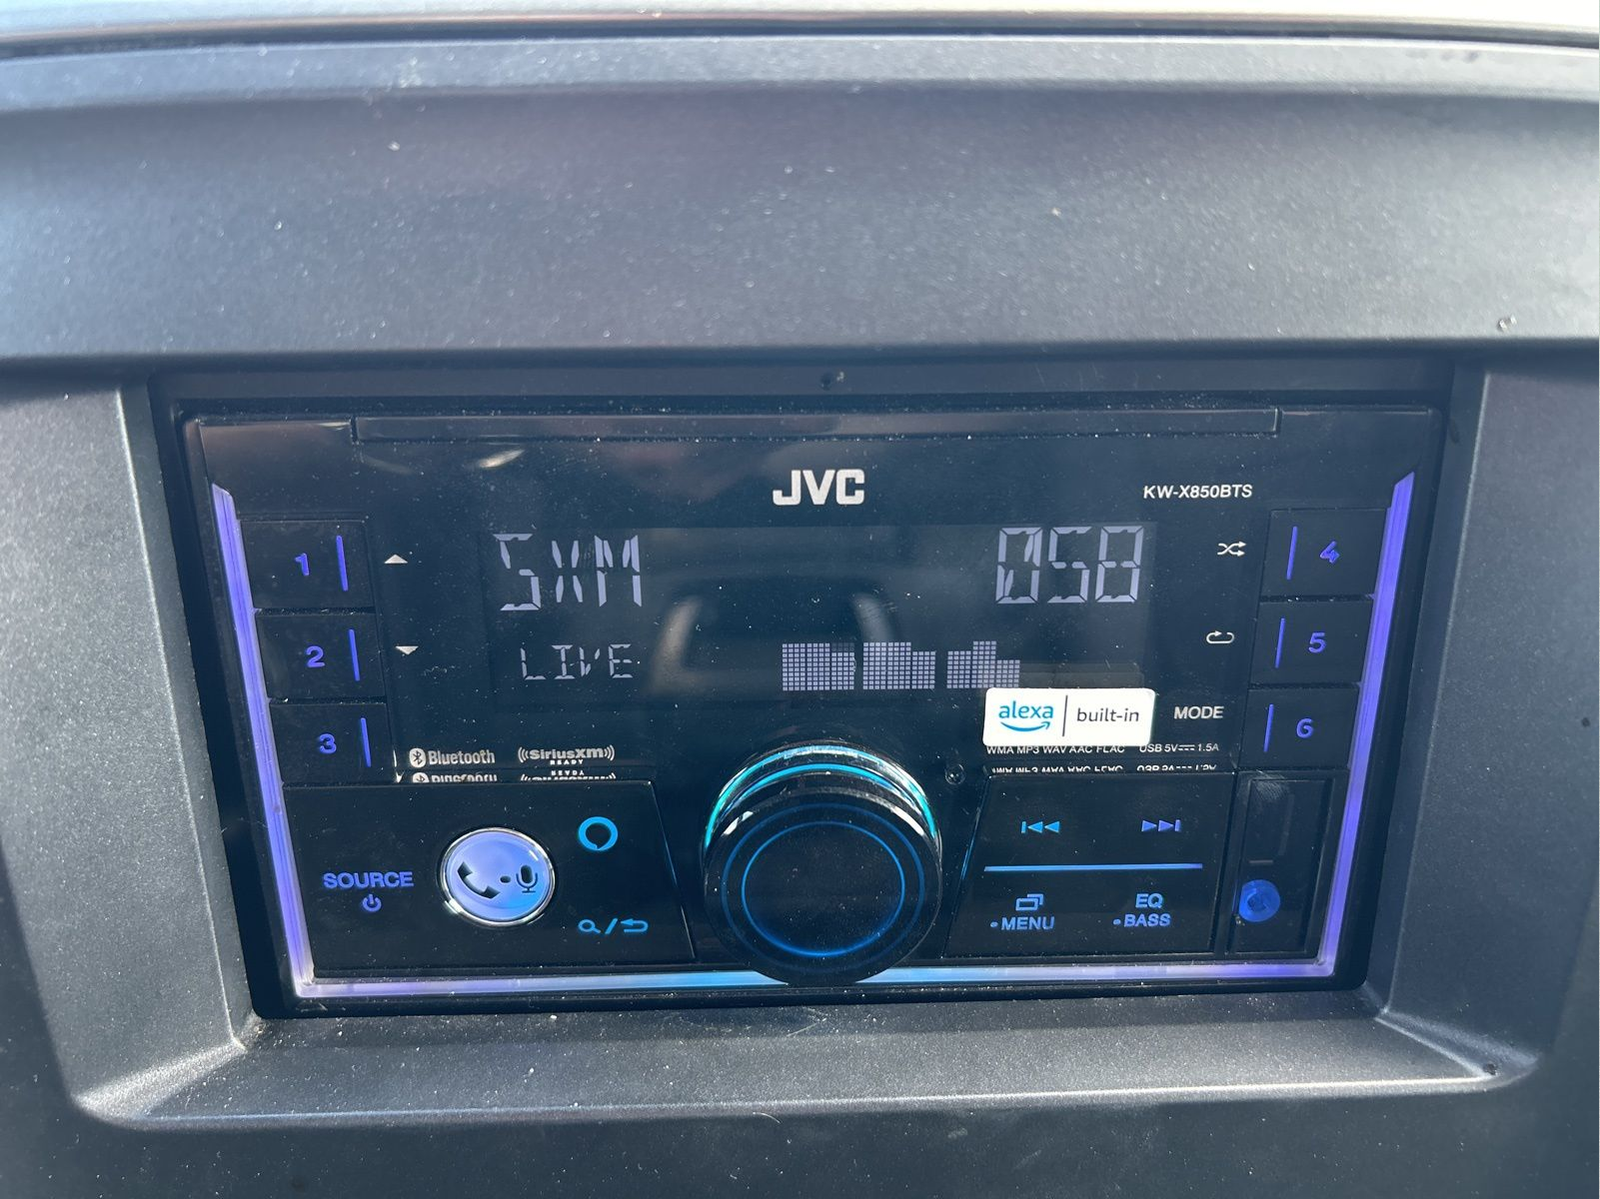 JVC
KW-X850BTS
SXM 058
LIVE
1
2
3
4
5
6
alexa built-in
MODE
Bluetooth
((SiriusXM))
READY
WMA MP3 WAV AAC FLAC USB 5V⎓1.5A
SOURCE
MENU
EQ
BASS